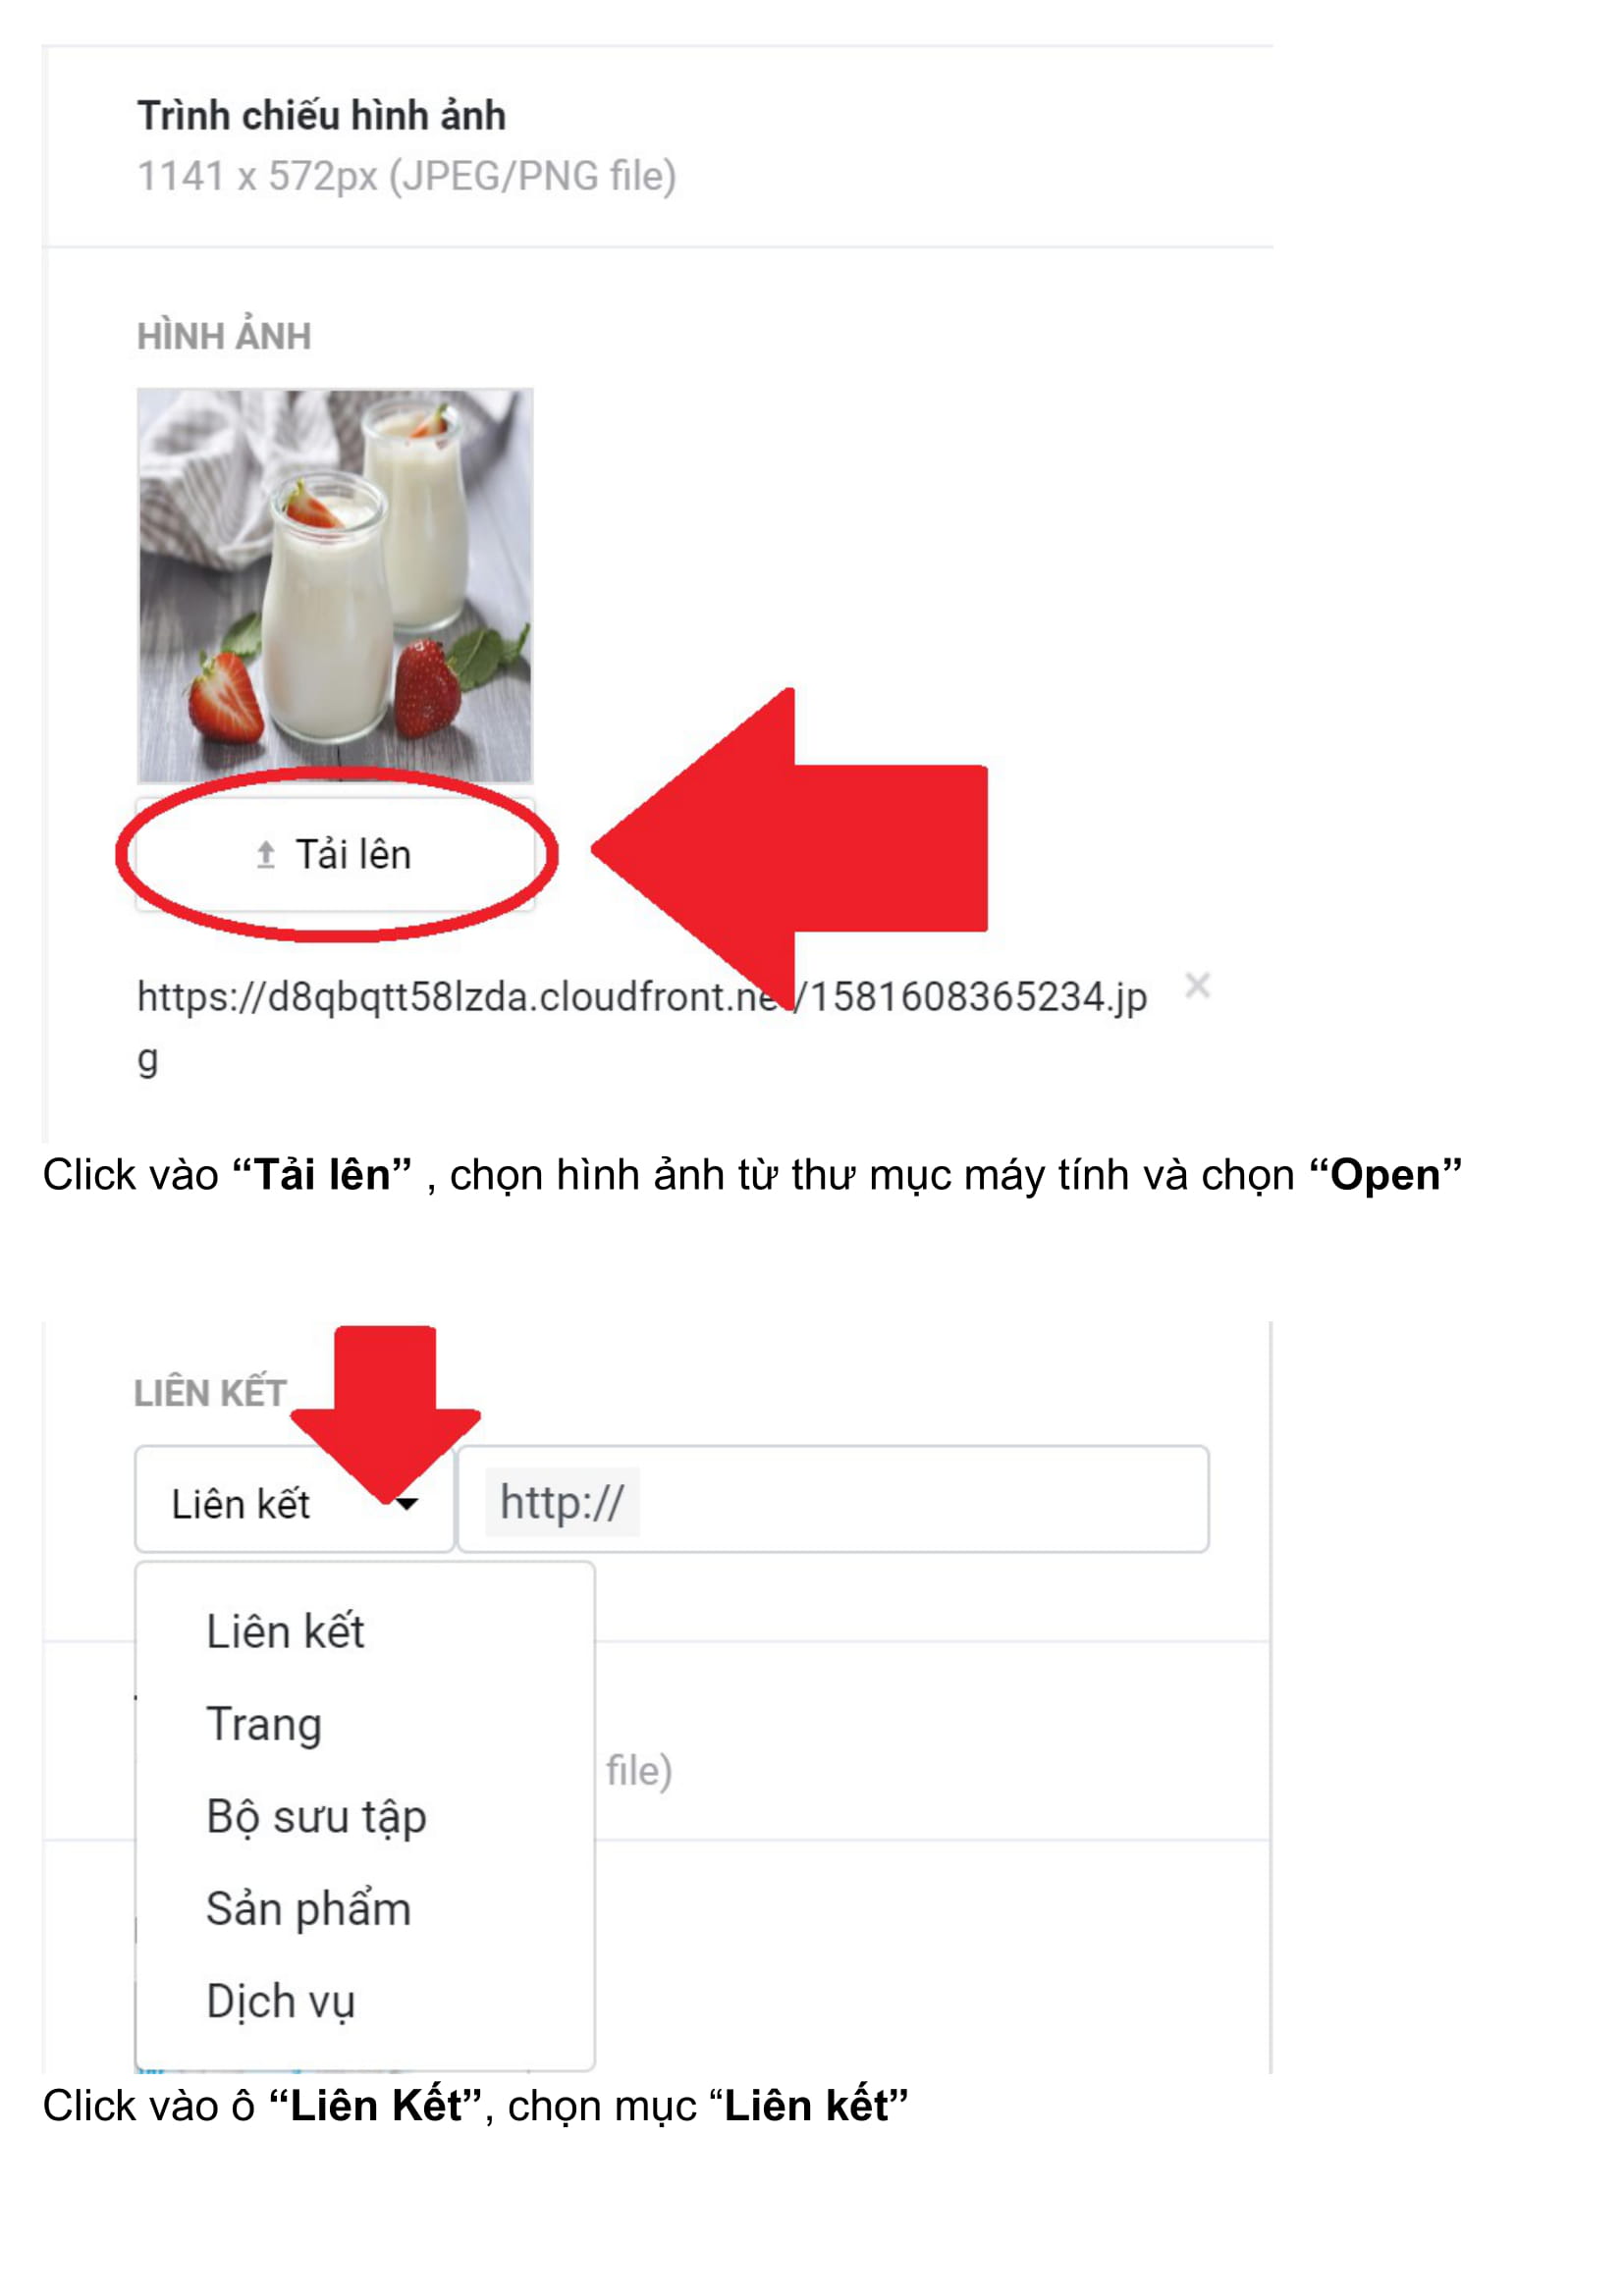 Trình chiếu hình ảnh
1141 x 572px (JPEG/PNG file)
HÌNH ẢNH
Tải lên
https://d8qbqtt58lzda.cloudfront.ne/1581608365234.jp
g
Click vào “Tải lên” , chọn hình ảnh từ thư mục máy tính và chọn “Open”
LIÊN KẾT
Liên kết http://
Liên kết
Trang
file)
Bộ sưu tập
Sản phẩm
Dịch vụ
Click vào ô “Liên Kết”, chọn mục “Liên kết”